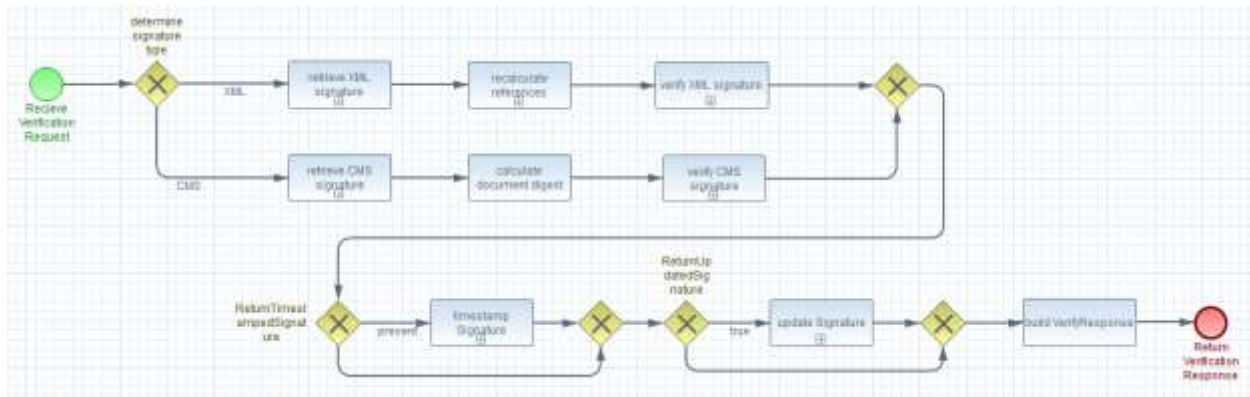 determine
signature
type
Recieve
Verification
Request
XML
retrieve XML
signature
recalculate
references
verify XML signature
CMS
retrieve CMS
signature
calculate
document digest
verify CMS
signature
ReturnTimest
ampedSignat
ure
present
timestamp
Signature
ReturnUp
datedSig
nature
true
update Signature
build VerifyResponse
Return
Verification
Response